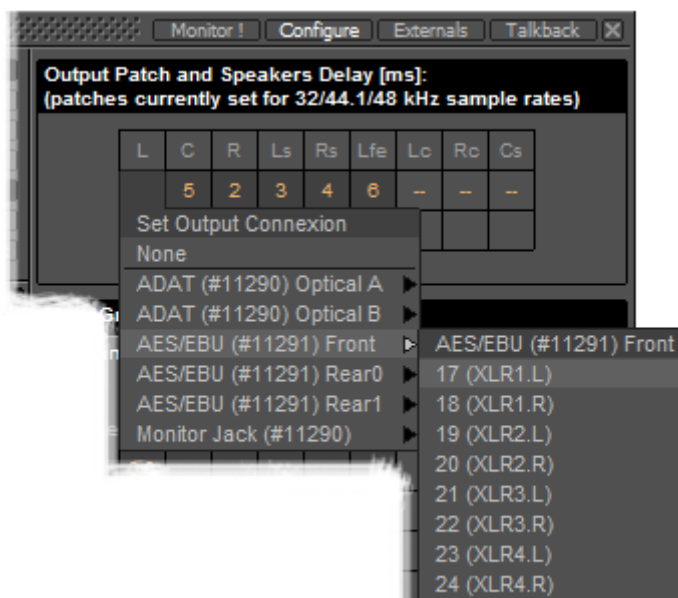 Monitor ! Configure Externals Talkback X
Output Patch and Speakers Delay [ms]:
(patches currently set for 32/44.1/48 kHz sample rates)
L C R Ls Rs Lfe Lc Rc Cs
5 2 3 4 6 -- -- --
Set Output Connexion
None
ADAT (#11290) Optical A
ADAT (#11290) Optical B
AES/EBU (#11291) Front
AES/EBU (#11291) Rear0
AES/EBU (#11291) Rear1
Monitor Jack (#11290)
AES/EBU (#11291) Front
17 (XLR1.L)
18 (XLR1.R)
19 (XLR2.L)
20 (XLR2.R)
21 (XLR3.L)
22 (XLR3.R)
23 (XLR4.L)
24 (XLR4.R)